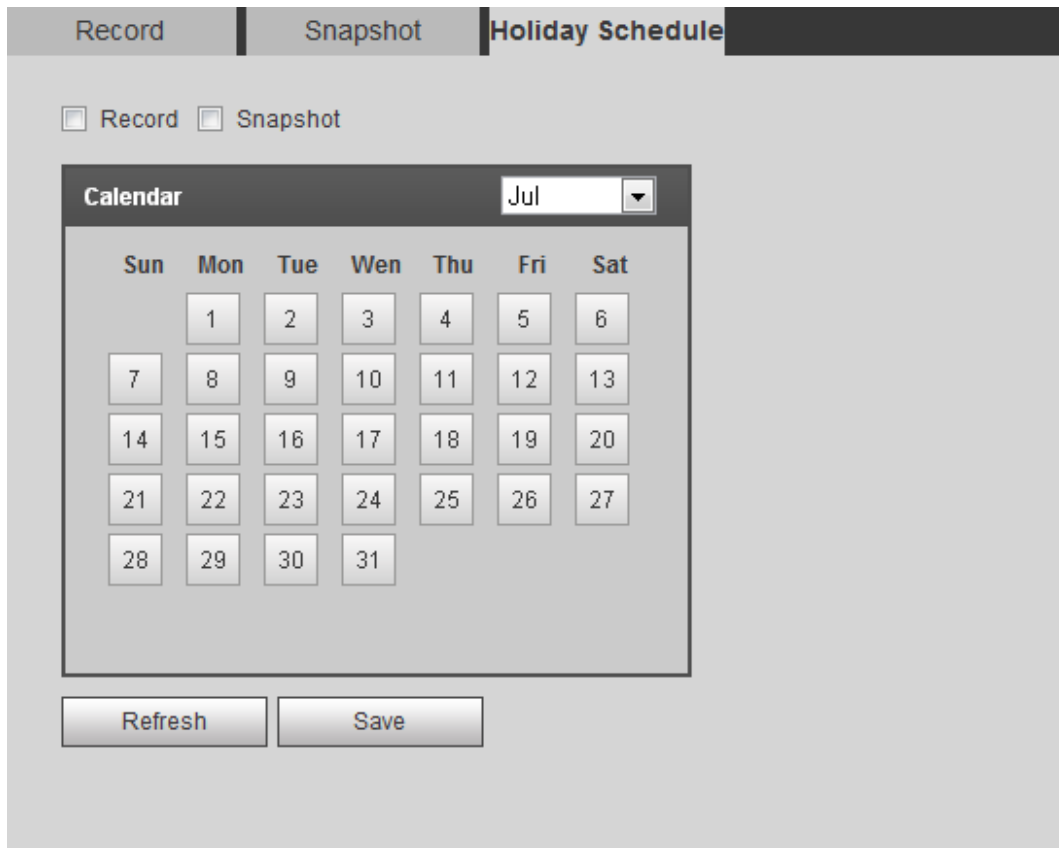 Record Snapshot Holiday Schedule
Record Snapshot
Calendar Jul
Sun Mon Tue Wen Thu Fri Sat
1 2 3 4 5 6
7 8 9 10 11 12 13
14 15 16 17 18 19 20
21 22 23 24 25 26 27
28 29 30 31
Refresh Save